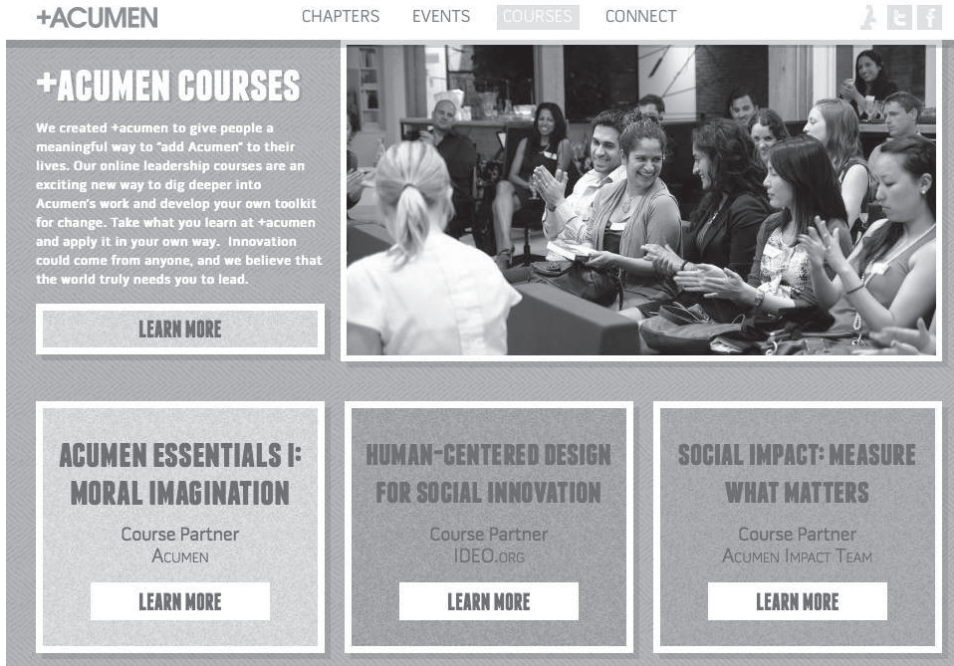 +ACUMEN
CHAPTERS EVENTS COURSES CONNECT
+ACUMEN COURSES
We created +acumen to give people a
meaningful way to "add Acumen" to their
lives. Our online leadership courses are an
exciting new way to dig deeper into
Acumen's work and develop your own toolkit
for change. Take what you learn at +acumen
and apply it in your own way. Innovation
could come from anyone, and we believe that
the world truly needs you to lead.
LEARN MORE
ACUMEN ESSENTIALS I:
MORAL IMAGINATION
Course Partner
ACUMEN
LEARN MORE
HUMAN-CENTERED DESIGN
FOR SOCIAL INNOVATION
Course Partner
IDEO.ORG
LEARN MORE
SOCIAL IMPACT: MEASURE
WHAT MATTERS
Course Partner
ACUMEN IMPACT TEAM
LEARN MORE